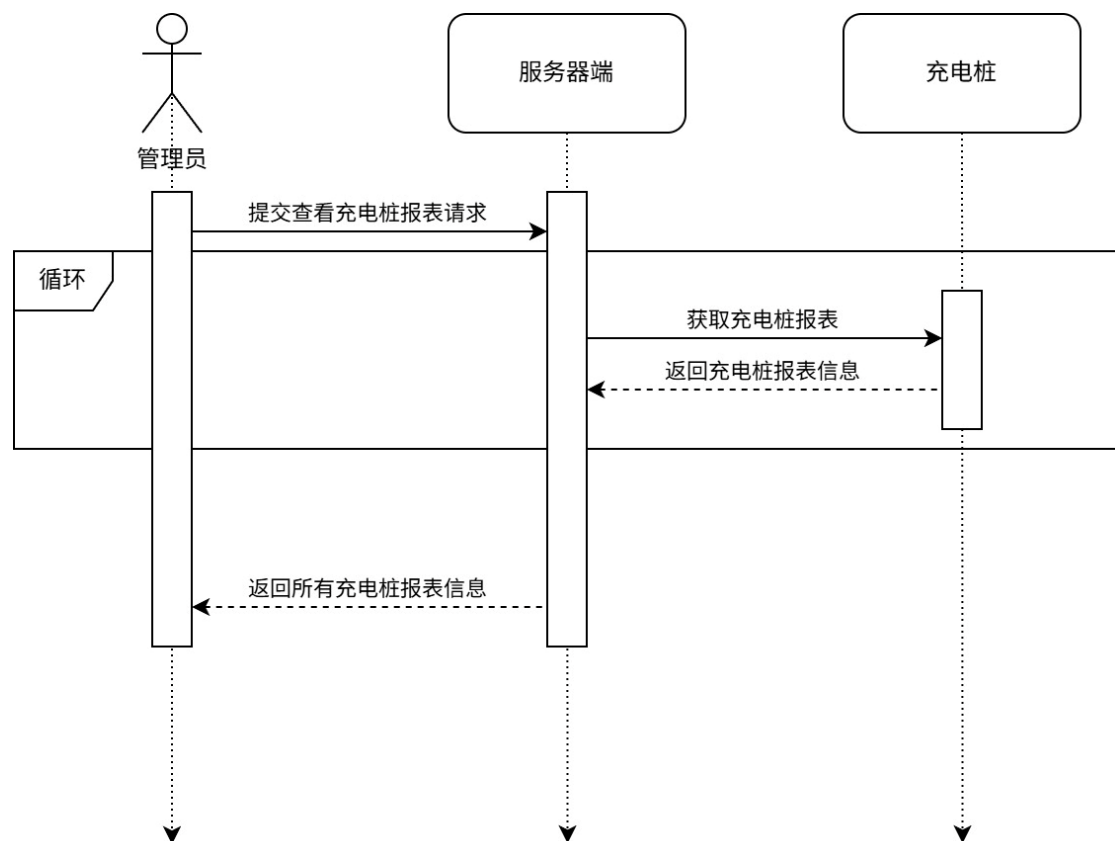 服务器端
充电桩
管理员
提交查看充电桩报表请求
循环
获取充电桩报表
返回充电桩报表信息
返回所有充电桩报表信息